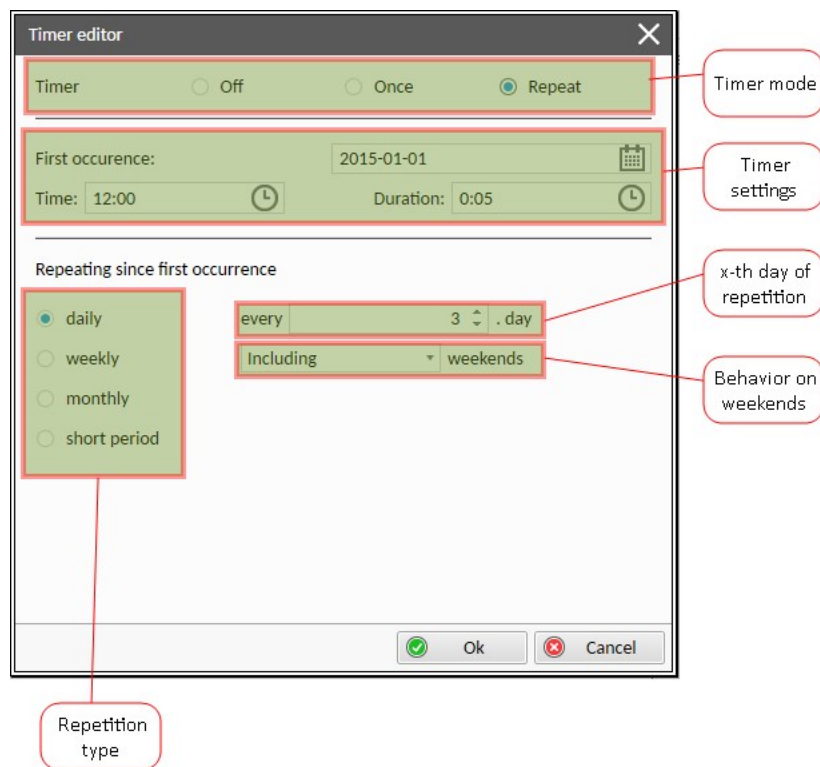 Timer editor
Timer Off Once Repeat
Timer mode
First occurence: 2015-01-01
Time: 12:00 Duration: 0:05
Timer
settings
Repeating since first occurrence
x-th day of
repetition
daily every 3 . day
weekly Including weekends
Behavior on
weekends
monthly
short period
Ok Cancel
Repetition
type